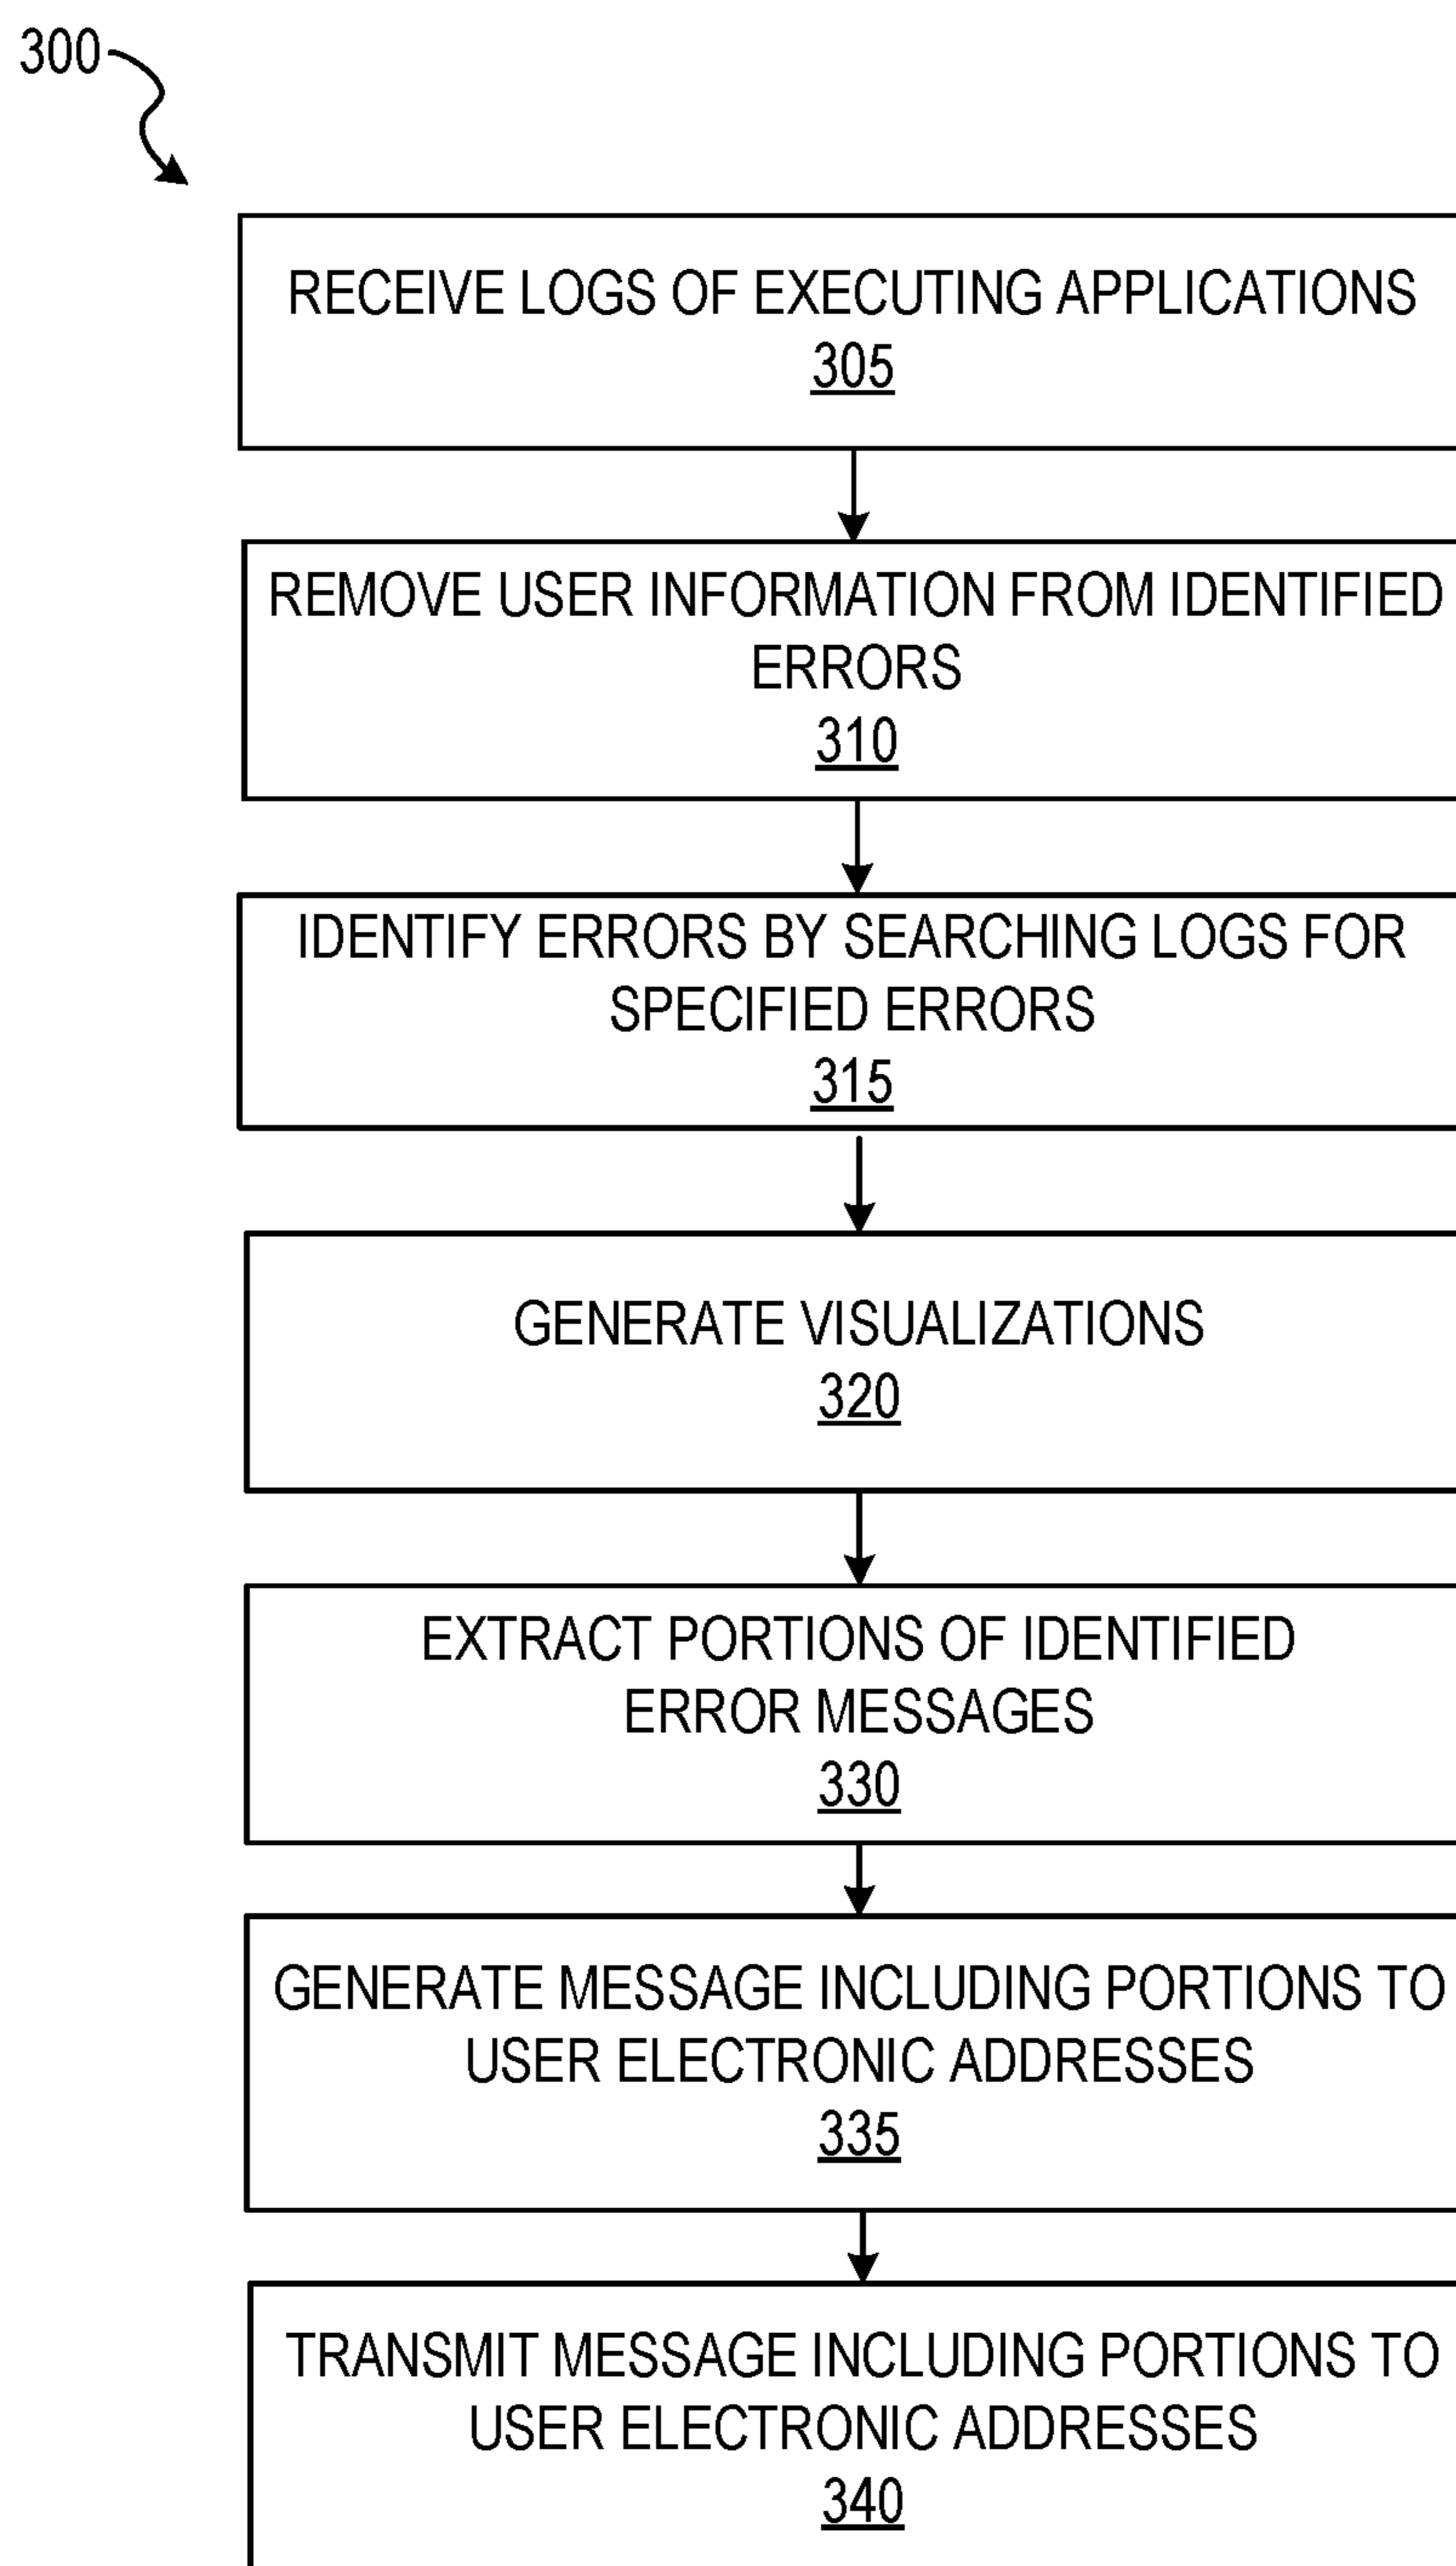 300
RECEIVE LOGS OF EXECUTING APPLICATIONS
305
REMOVE USER INFORMATION FROM IDENTIFIED
ERRORS
310
IDENTIFY ERRORS BY SEARCHING LOGS FOR
SPECIFIED ERRORS
315
GENERATE VISUALIZATIONS
320
EXTRACT PORTIONS OF IDENTIFIED
ERROR MESSAGES
330
GENERATE MESSAGE INCLUDING PORTIONS TO
USER ELECTRONIC ADDRESSES
335
TRANSMIT MESSAGE INCLUDING PORTIONS TO
USER ELECTRONIC ADDRESSES
340